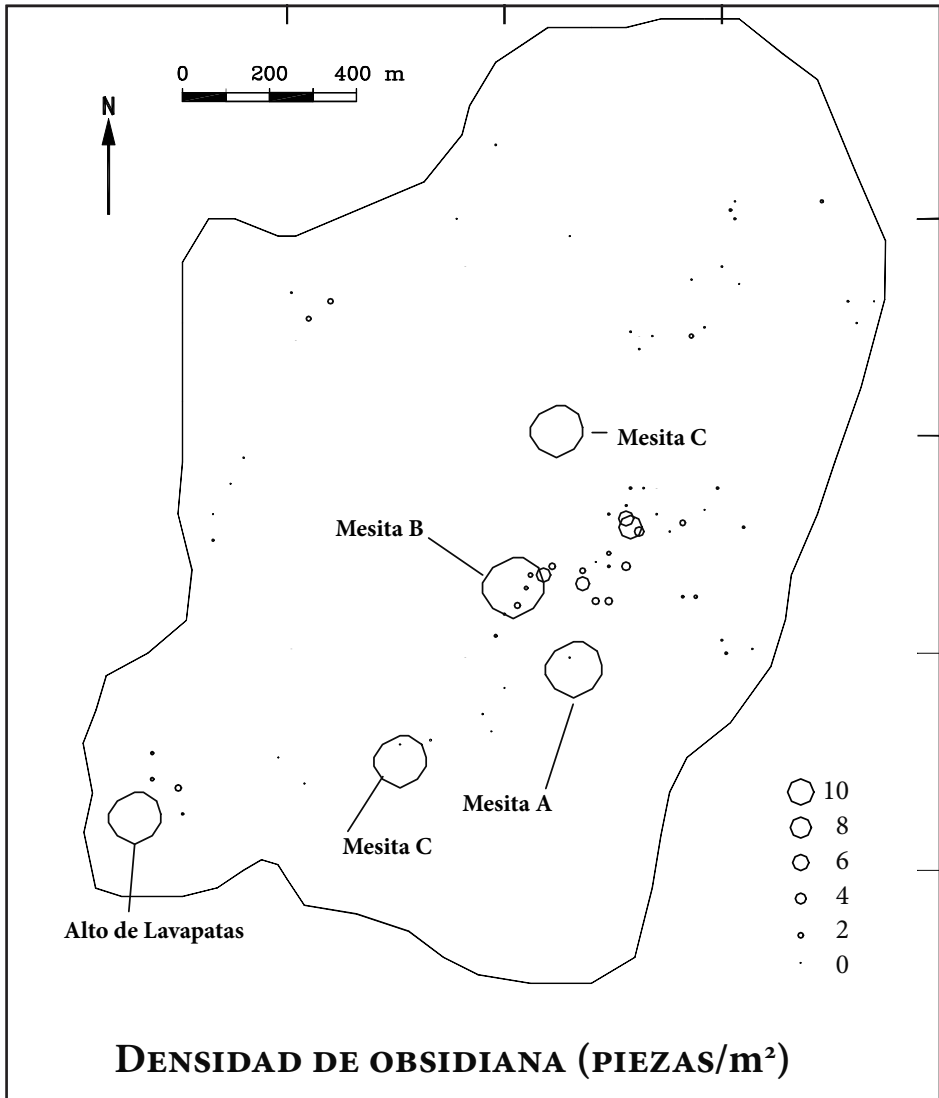 0 200 400 m
N
Mesita C
Mesita B
Mesita A
Mesita C
Alto de Lavapatas
10
8
6
4
2
0
Densidad de obsidiana (piezas/m²)